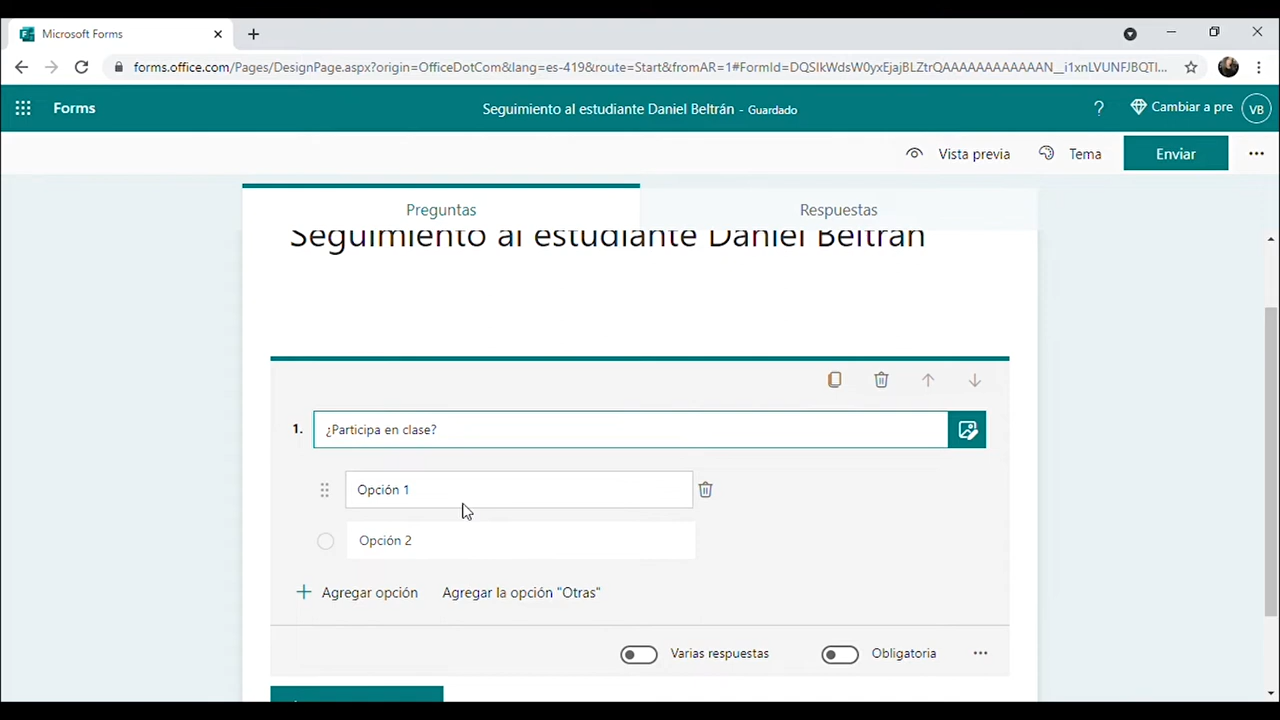 Microsoft Forms
forms.office.com/Pages/DesignPage.aspx?origin=OfficeDotCom&lang=es-419&route=Start&fromAR=1#FormId=DQSIkWdsW0yxEjajBLZtrQAAAAAAAAAAAAN__i1xnLVUNFJBQTI...
Forms
Seguimiento al estudiante Daniel Beltrán - Guardado
?
Cambiar a pre
VB
Vista previa
Tema
Enviar
Preguntas
Respuestas
Seguimiento al estudiante Daniel Beltrán
1.
¿Participa en clase?
Opción 1
Opción 2
Agregar opción
Agregar la opción "Otras"
Varias respuestas
Obligatoria